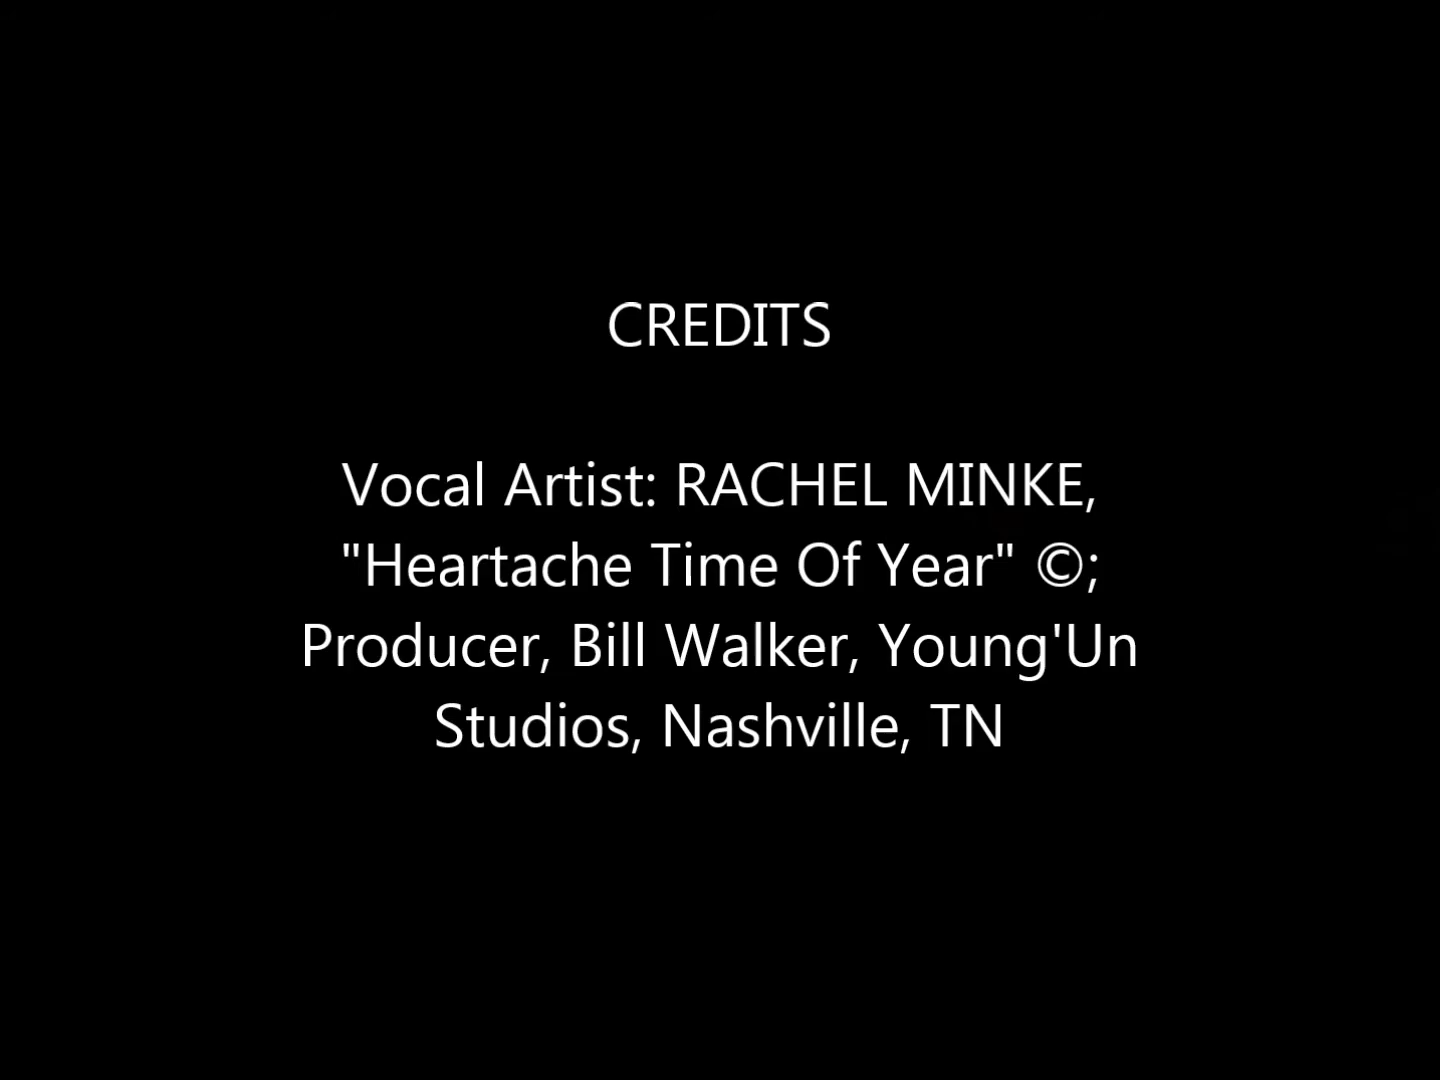 CREDITS
Vocal Artist: RACHEL MINKE,
"Heartache Time Of Year" ©;
Producer, Bill Walker, Young'Un
Studios, Nashville, TN